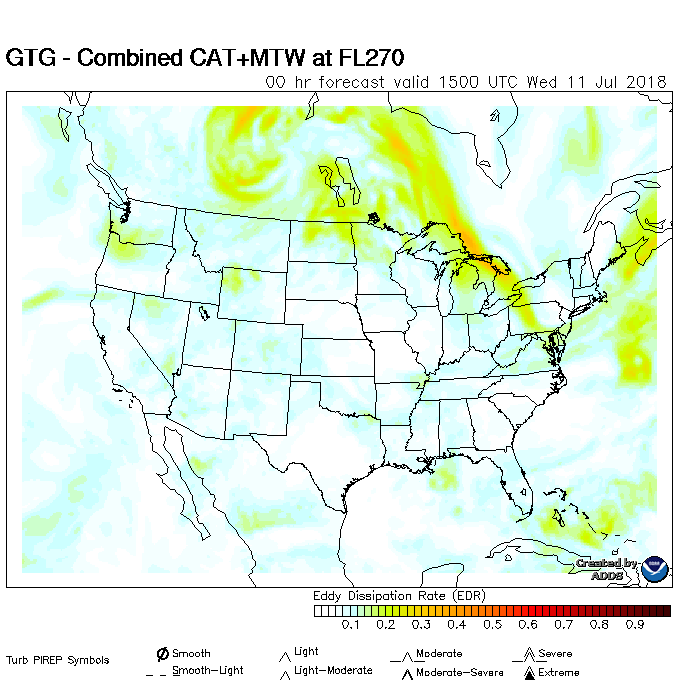 GTG - Combined CAT+MTW at FL270
00 hr forecast valid 1500 UTC Wed 11 Jul 2018
Created by
ADDS
Eddy Dissipation Rate (EDR)
0.1 0.2 0.3 0.4 0.5 0.6 0.7 0.8 0.9
Turb PIREP Symbols
Smooth Light Moderate Severe
Smooth-Light Light-Moderate Moderate-Severe Extreme